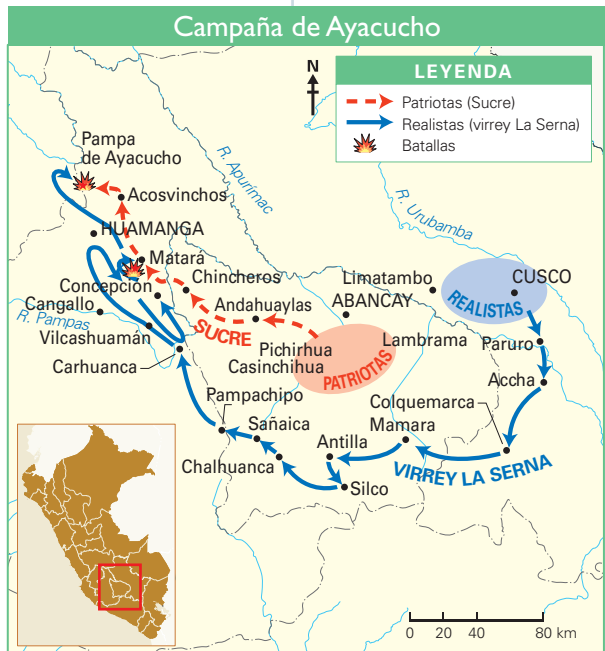 Campaña de Ayacucho
N
LEYENDA
Patriotas (Sucre)
Realistas (virrey La Serna)
Batallas
Pampa
de Ayacucho
R. Apurímac
R. Urubamba
Acosvinchos
HUAMANGA
Matará
Chincheros
Concepción
Cangallo
R. Pampas
Vilcashuamán
Carhuanca
SUCRE
Andahuaylas
Limatambo
ABANCAY
CUSCO
REALISTAS
Pichirhua
Casinchihua
PATRIOTAS
Lambrama
Paruro
Accha
Pampachipo
Colquemarca
Sañaica
Antilla
Mamara
Chalhuanca
VIRREY LA SERNA
Silco
0 20 40 80 km